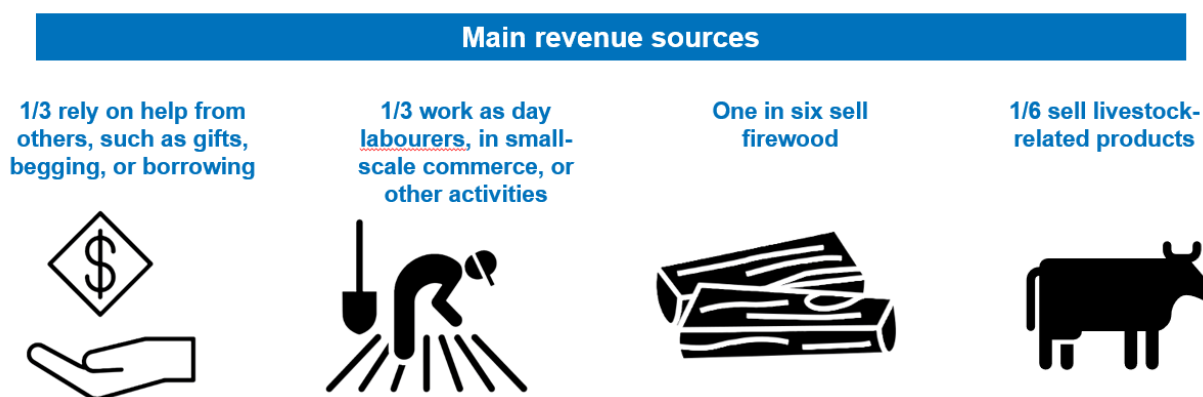 Main revenue sources
1/3 rely on help from
others, such as gifts,
begging, or borrowing
1/3 work as day
labourers, in small-
scale commerce, or
other activities
One in six sell
firewood
1/6 sell livestock-
related products
$